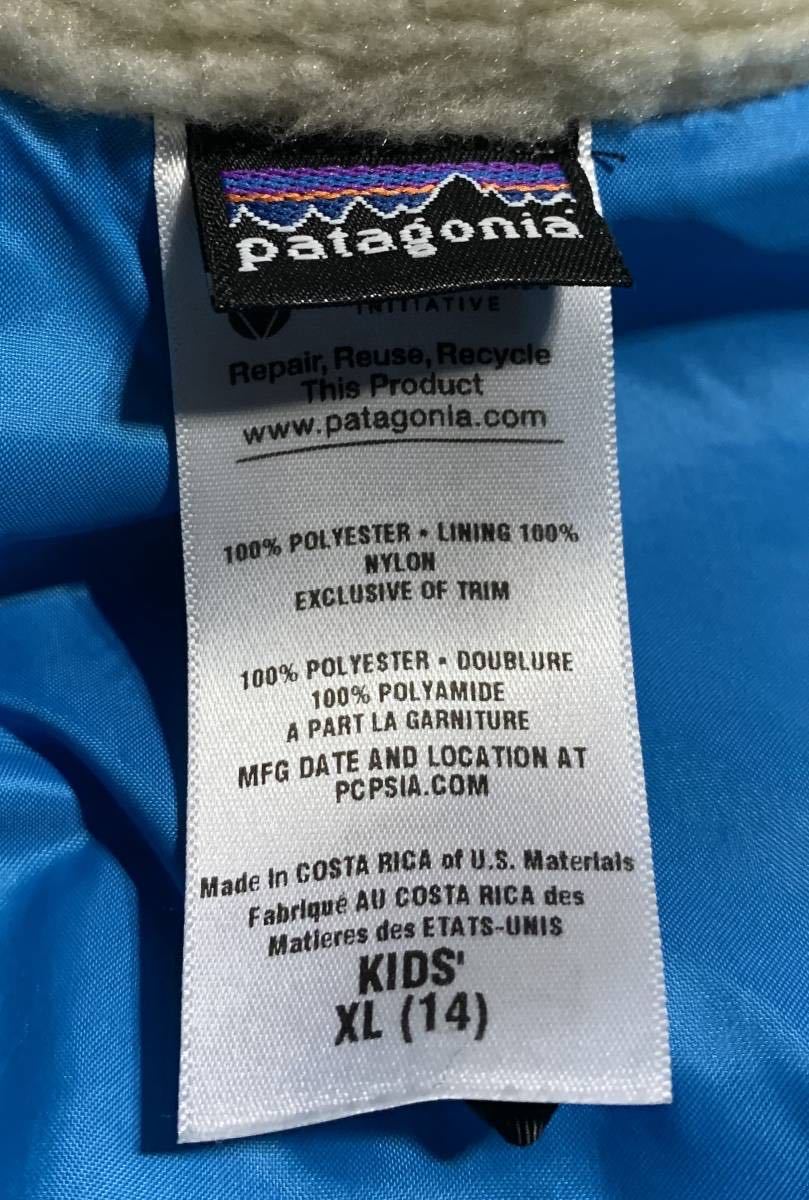 patagonia
INITIATIVE
Repair, Reuse, Recycle
This Product
www.patagonia.com
100% POLYESTER • LINING 100%
NYLON
EXCLUSIVE OF TRIM
100% POLYESTER • DOUBLURE
100% POLYAMIDE
A PART LA GARNITURE
MFG DATE AND LOCATION AT
PCPSIA.COM
Made in COSTA RICA of U.S. Materials
Fabriqué AU COSTA RICA des
Matieres des ETATS-UNIS
KIDS'
XL (14)